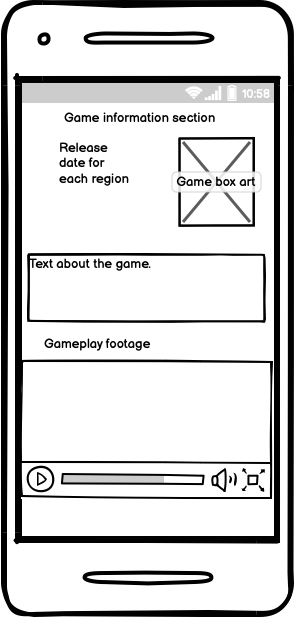 10:58
Game information section
Release
date for
each region
Game box art
Text about the game.
Gameplay footage